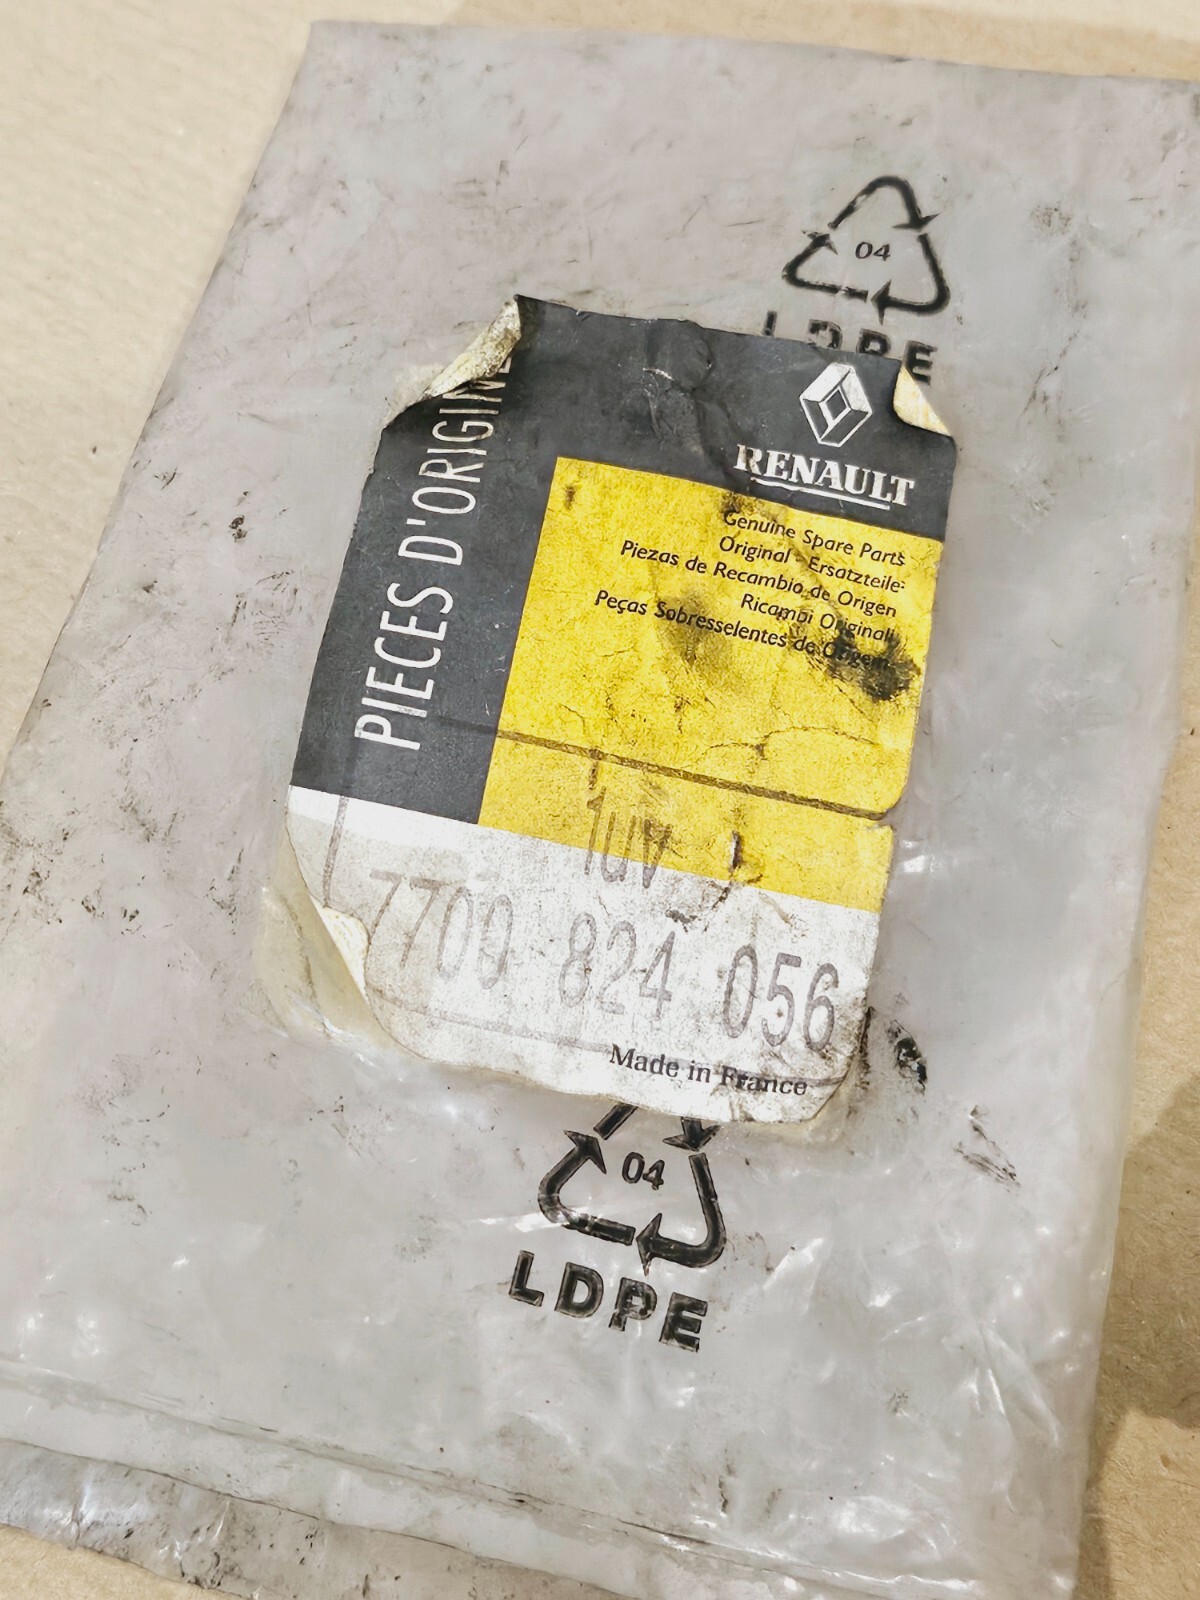 04
LDPE
RENAULT
PIECES D'ORIGINE
Genuine Spare Parts
Original - Ersatzteile
Piezas de Recambio de Origen
Ricambi Originali
Peças Sobresselentes de Origem
1UV
7700 824 056
Made in France
04
LDPE